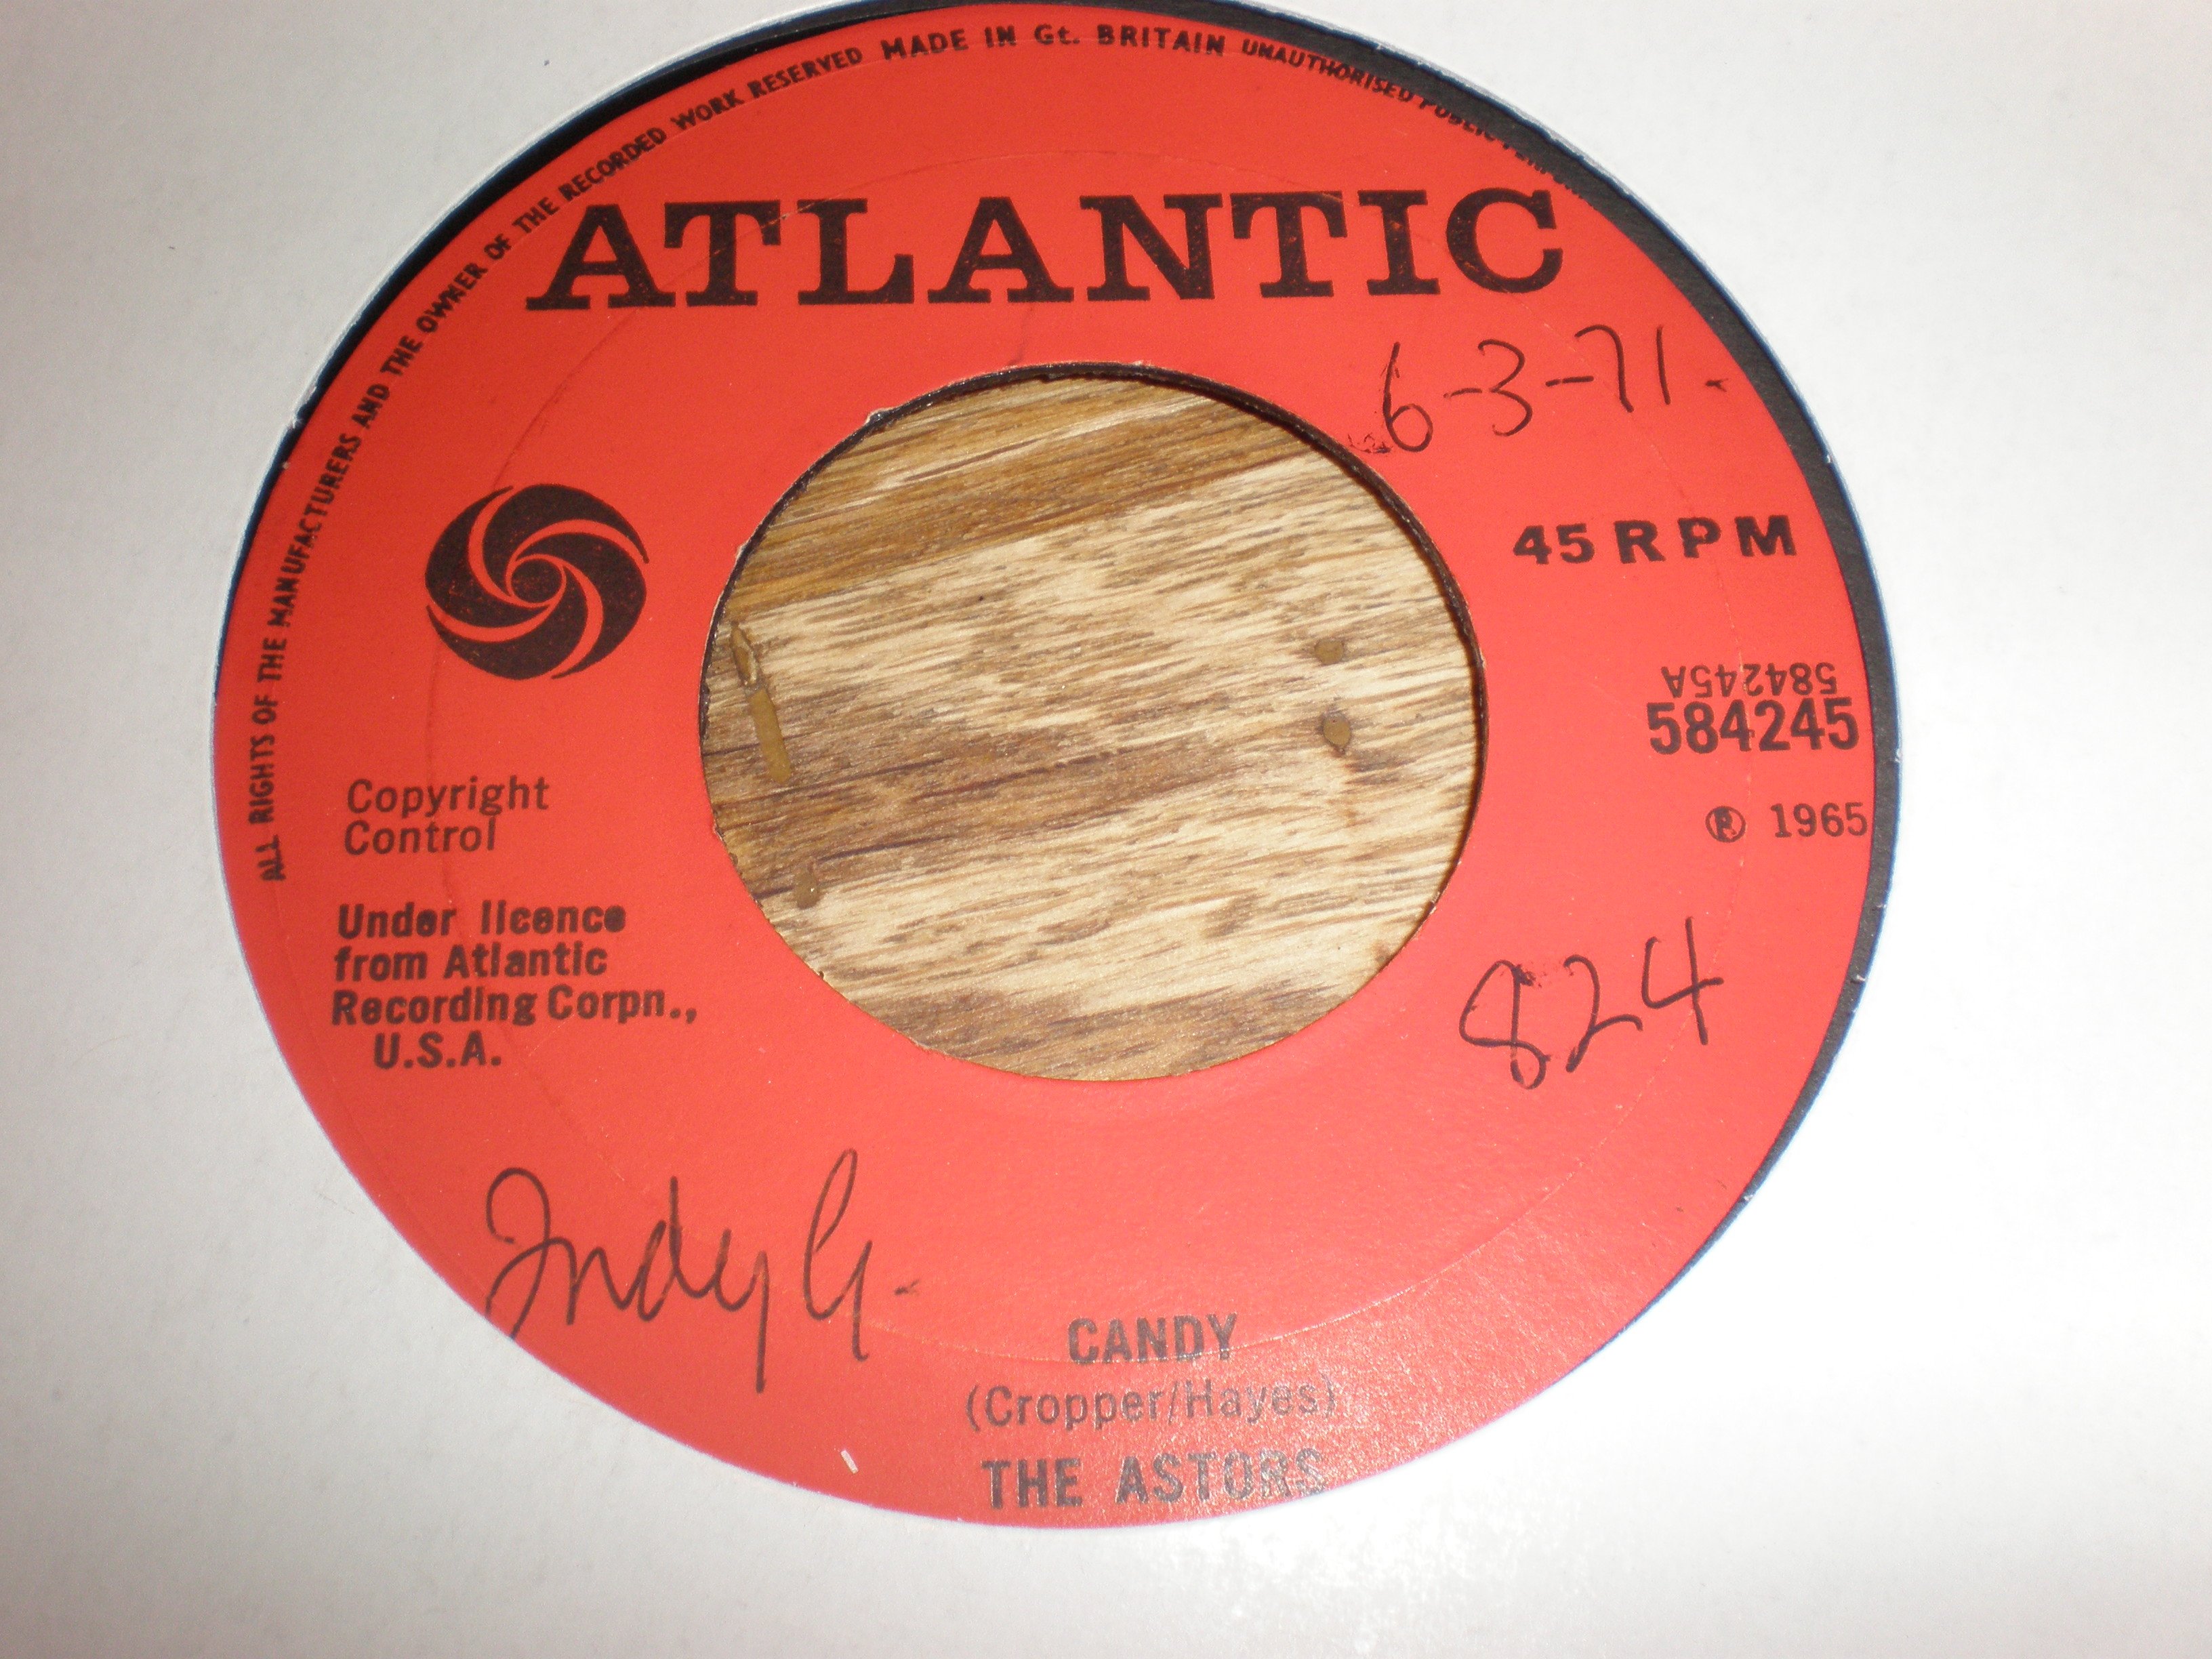 ALL RIGHTS OF THE MANUFACTURERS AND THE OWNER OF THE RECORDED WORK RESERVED MADE IN Gt. BRITAIN UNAUTHORISED PUBLIC
ATLANTIC
6-3-71.
45 RPM
584245A
584245
Ⓟ 1965
Copyright
Control
Under licence
from Atlantic
Recording Corpn.,
U.S.A.
824
Judy G.
CANDY
(Cropper/Hayes)
THE ASTORS